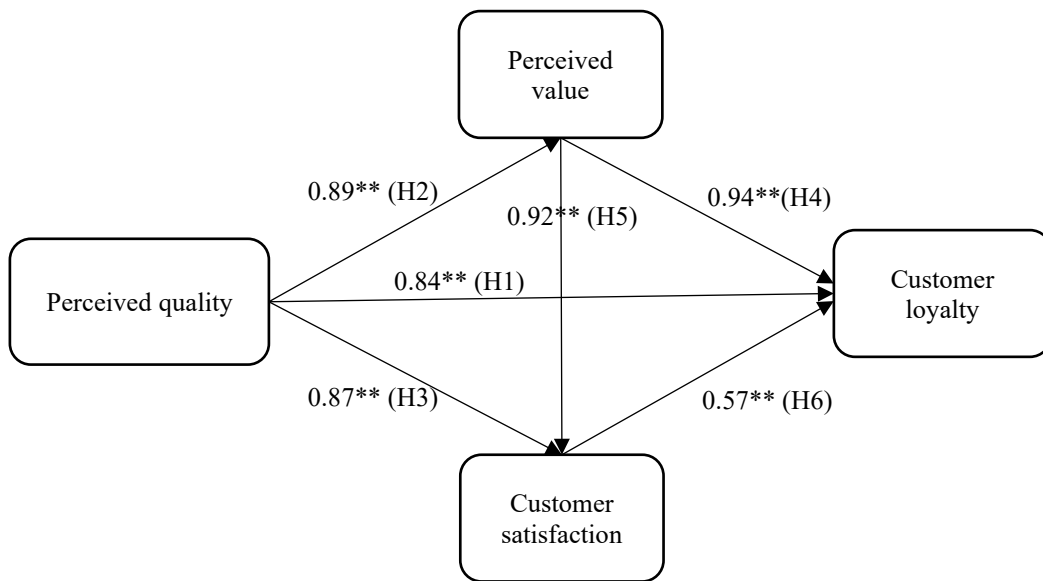 Perceived
value
0.89** (H2)
0.94**(H4)
0.92** (H5)
Perceived quality
0.84** (H1)
Customer
loyalty
0.87** (H3)
0.57** (H6)
Customer
satisfaction